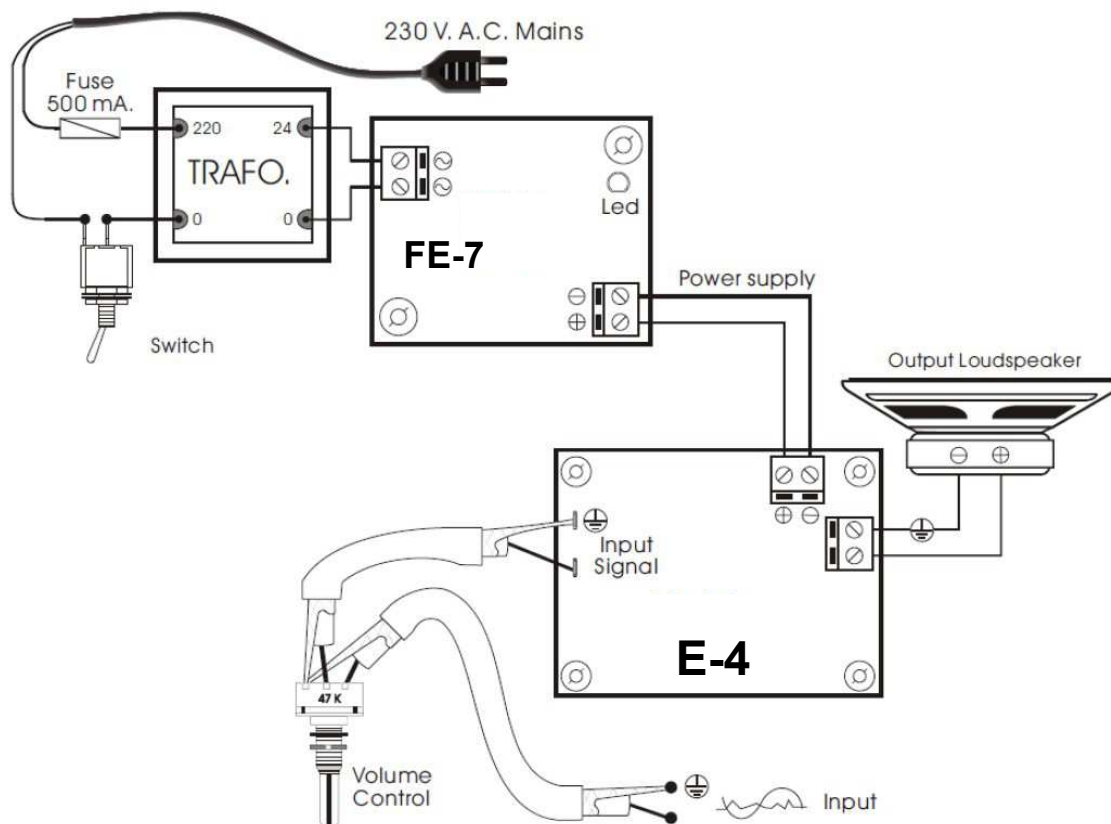 230 V. A.C. Mains
Fuse
500 mA.
220 24
TRAFO.
0 0
Switch
FE-7
Led
Power supply
Output Loudspeaker
Input
Signal
E-4
47 K
Volume
Control
Input